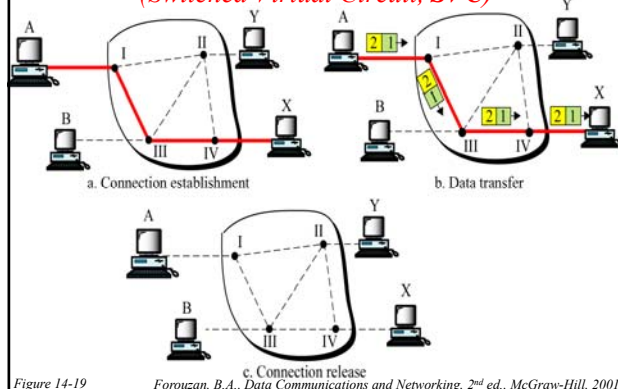 (Switched Virtual Circuit, SVC)
A
I
II
Y
B
III
IV
X
a. Connection establishment
A
2 1
I
II
Y
2
1
B
2 1
2 1
III
IV
X
b. Data transfer
A
I
II
Y
B
III
IV
X
c. Connection release
Figure 14-19 Forouzan, B.A., Data Communications and Networking, 2nd ed., McGraw-Hill, 2001